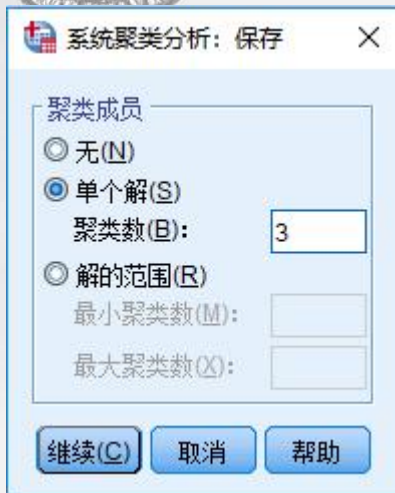 系统聚类分析：保存
聚类成员
无(N)
单个解(S)
聚类数(B)：
3
解的范围(R)
最小聚类数(M)：
最大聚类数(X)：
继续(C) 取消 帮助